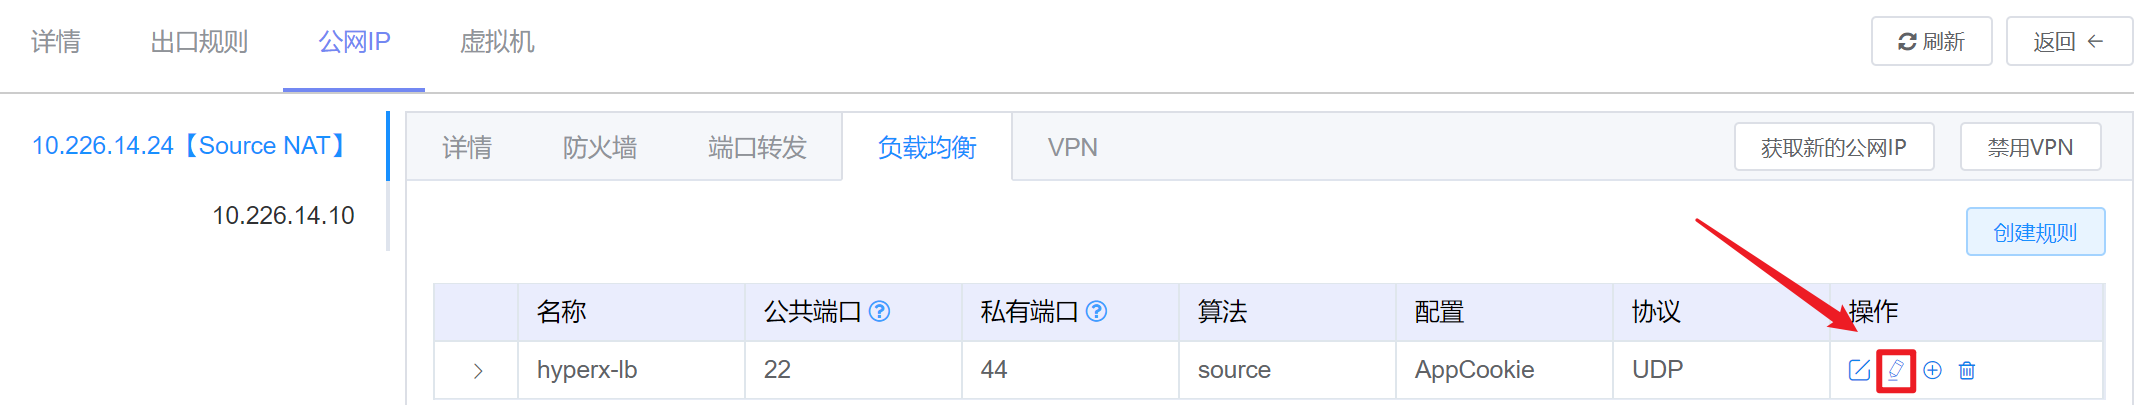 详情 出口规则 公网IP 虚拟机 刷新 返回
10.226.14.24【Source NAT】
10.226.14.10
详情 防火墙 端口转发 负载均衡 VPN 获取新的公网IP 禁用VPN
创建规则
名称 公共端口 私有端口 算法 配置 协议 操作
hyperx-lb 22 44 source AppCookie UDP